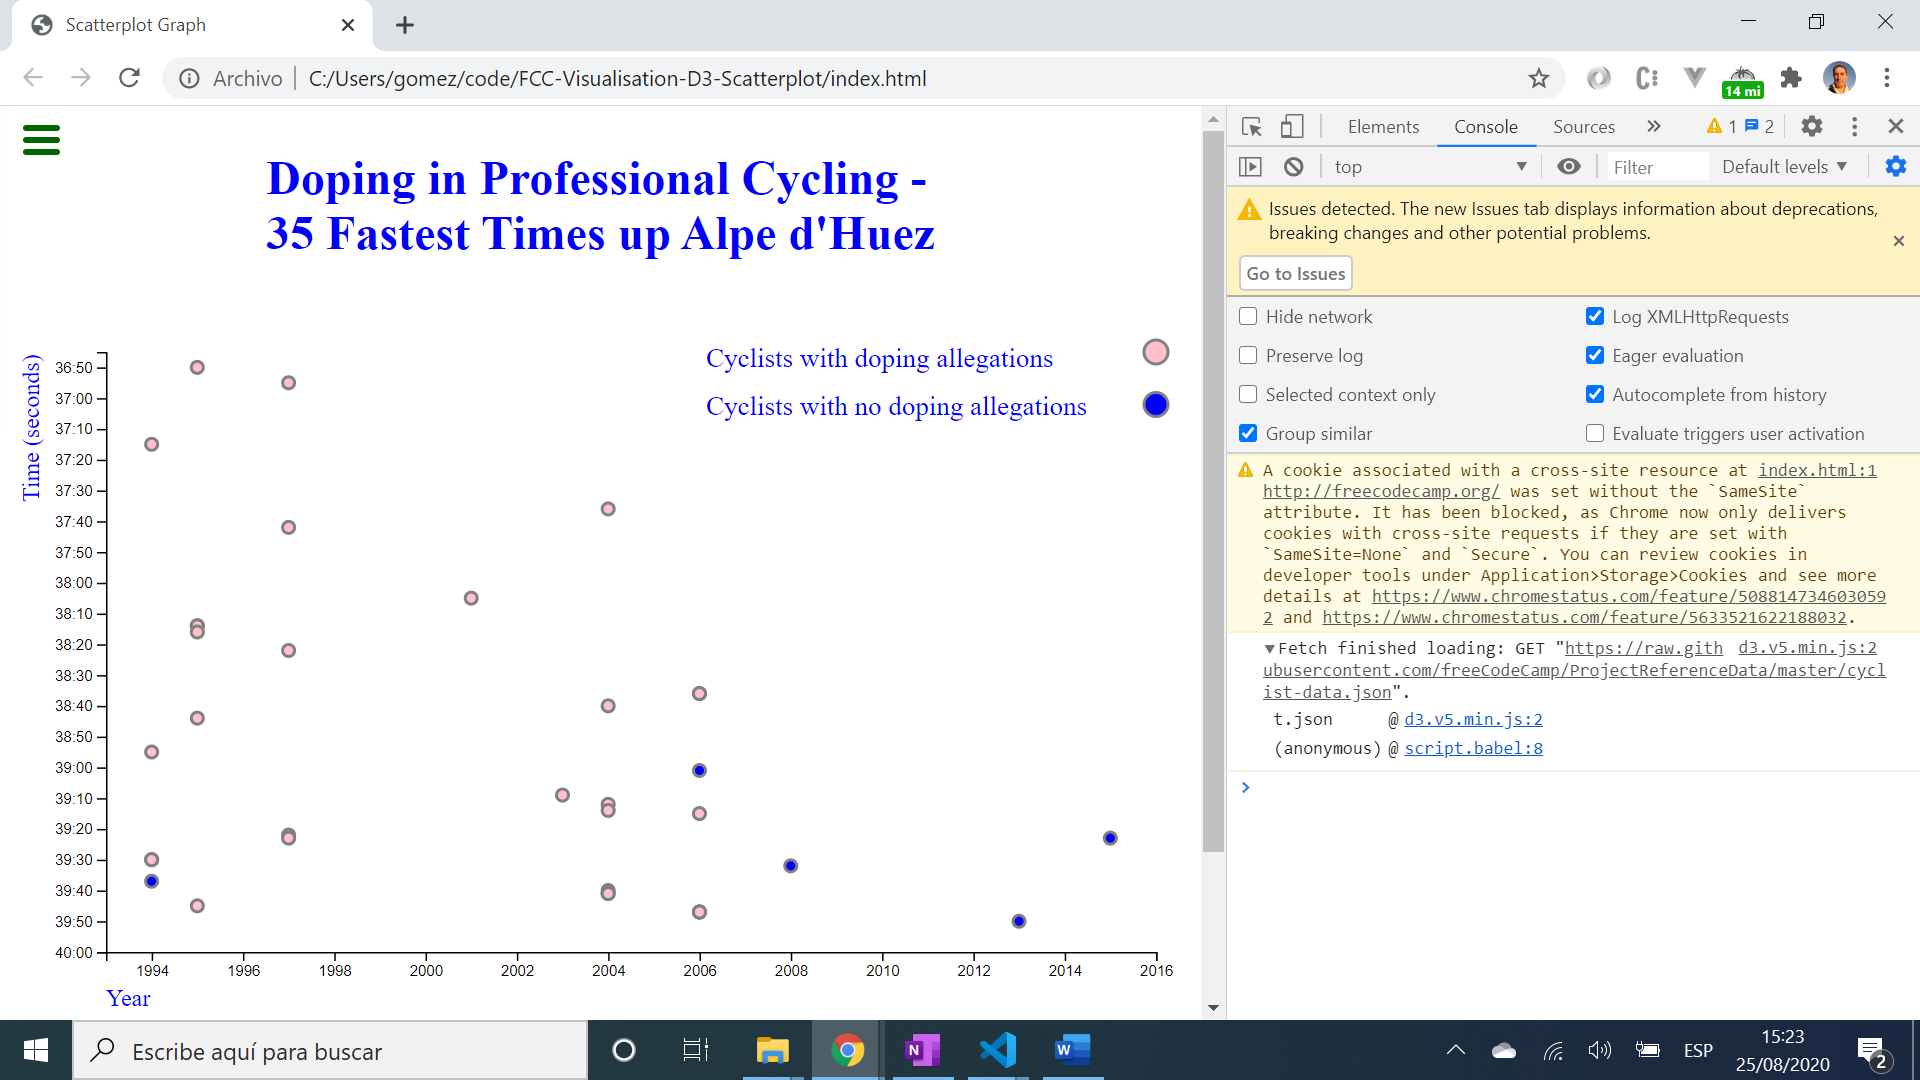 Scatterplot Graph
Archivo
C:/Users/gomez/code/FCC-Visualisation-D3-Scatterplot/index.html
14 mi
Doping in Professional Cycling -
35 Fastest Times up Alpe d'Huez
Cyclists with doping allegations
Cyclists with no doping allegations
Time (seconds)
36:50
37:00
37:10
37:20
37:30
37:40
37:50
38:00
38:10
38:20
38:30
38:40
38:50
39:00
39:10
39:20
39:30
39:40
39:50
40:00
1994 1996 1998 2000 2002 2004 2006 2008 2010 2012 2014 2016
Year
Elements Console Sources 1 2
top Filter Default levels
Issues detected. The new Issues tab displays information about deprecations,
breaking changes and other potential problems.
Go to Issues
Hide network Log XMLHttpRequests
Preserve log Eager evaluation
Selected context only Autocomplete from history
Group similar Evaluate triggers user activation
A cookie associated with a cross-site resource at index.html:1
http://freecodecamp.org/ was set without the `SameSite`
attribute. It has been blocked, as Chrome now only delivers
cookies with cross-site requests if they are set with
`SameSite=None` and `Secure`. You can review cookies in
developer tools under Application>Storage>Cookies and see more
details at https://www.chromestatus.com/feature/508814734603059
2 and https://www.chromestatus.com/feature/5633521622188032.
Fetch finished loading: GET "https://raw.gith d3.v5.min.js:2
ubusercontent.com/freeCodeCamp/ProjectReferenceData/master/cycl
ist-data.json".
t.json @ d3.v5.min.js:2
(anonymous) @ script.babel:8
Escribe aquí para buscar
N
W
ESP
15:23
25/08/2020
2